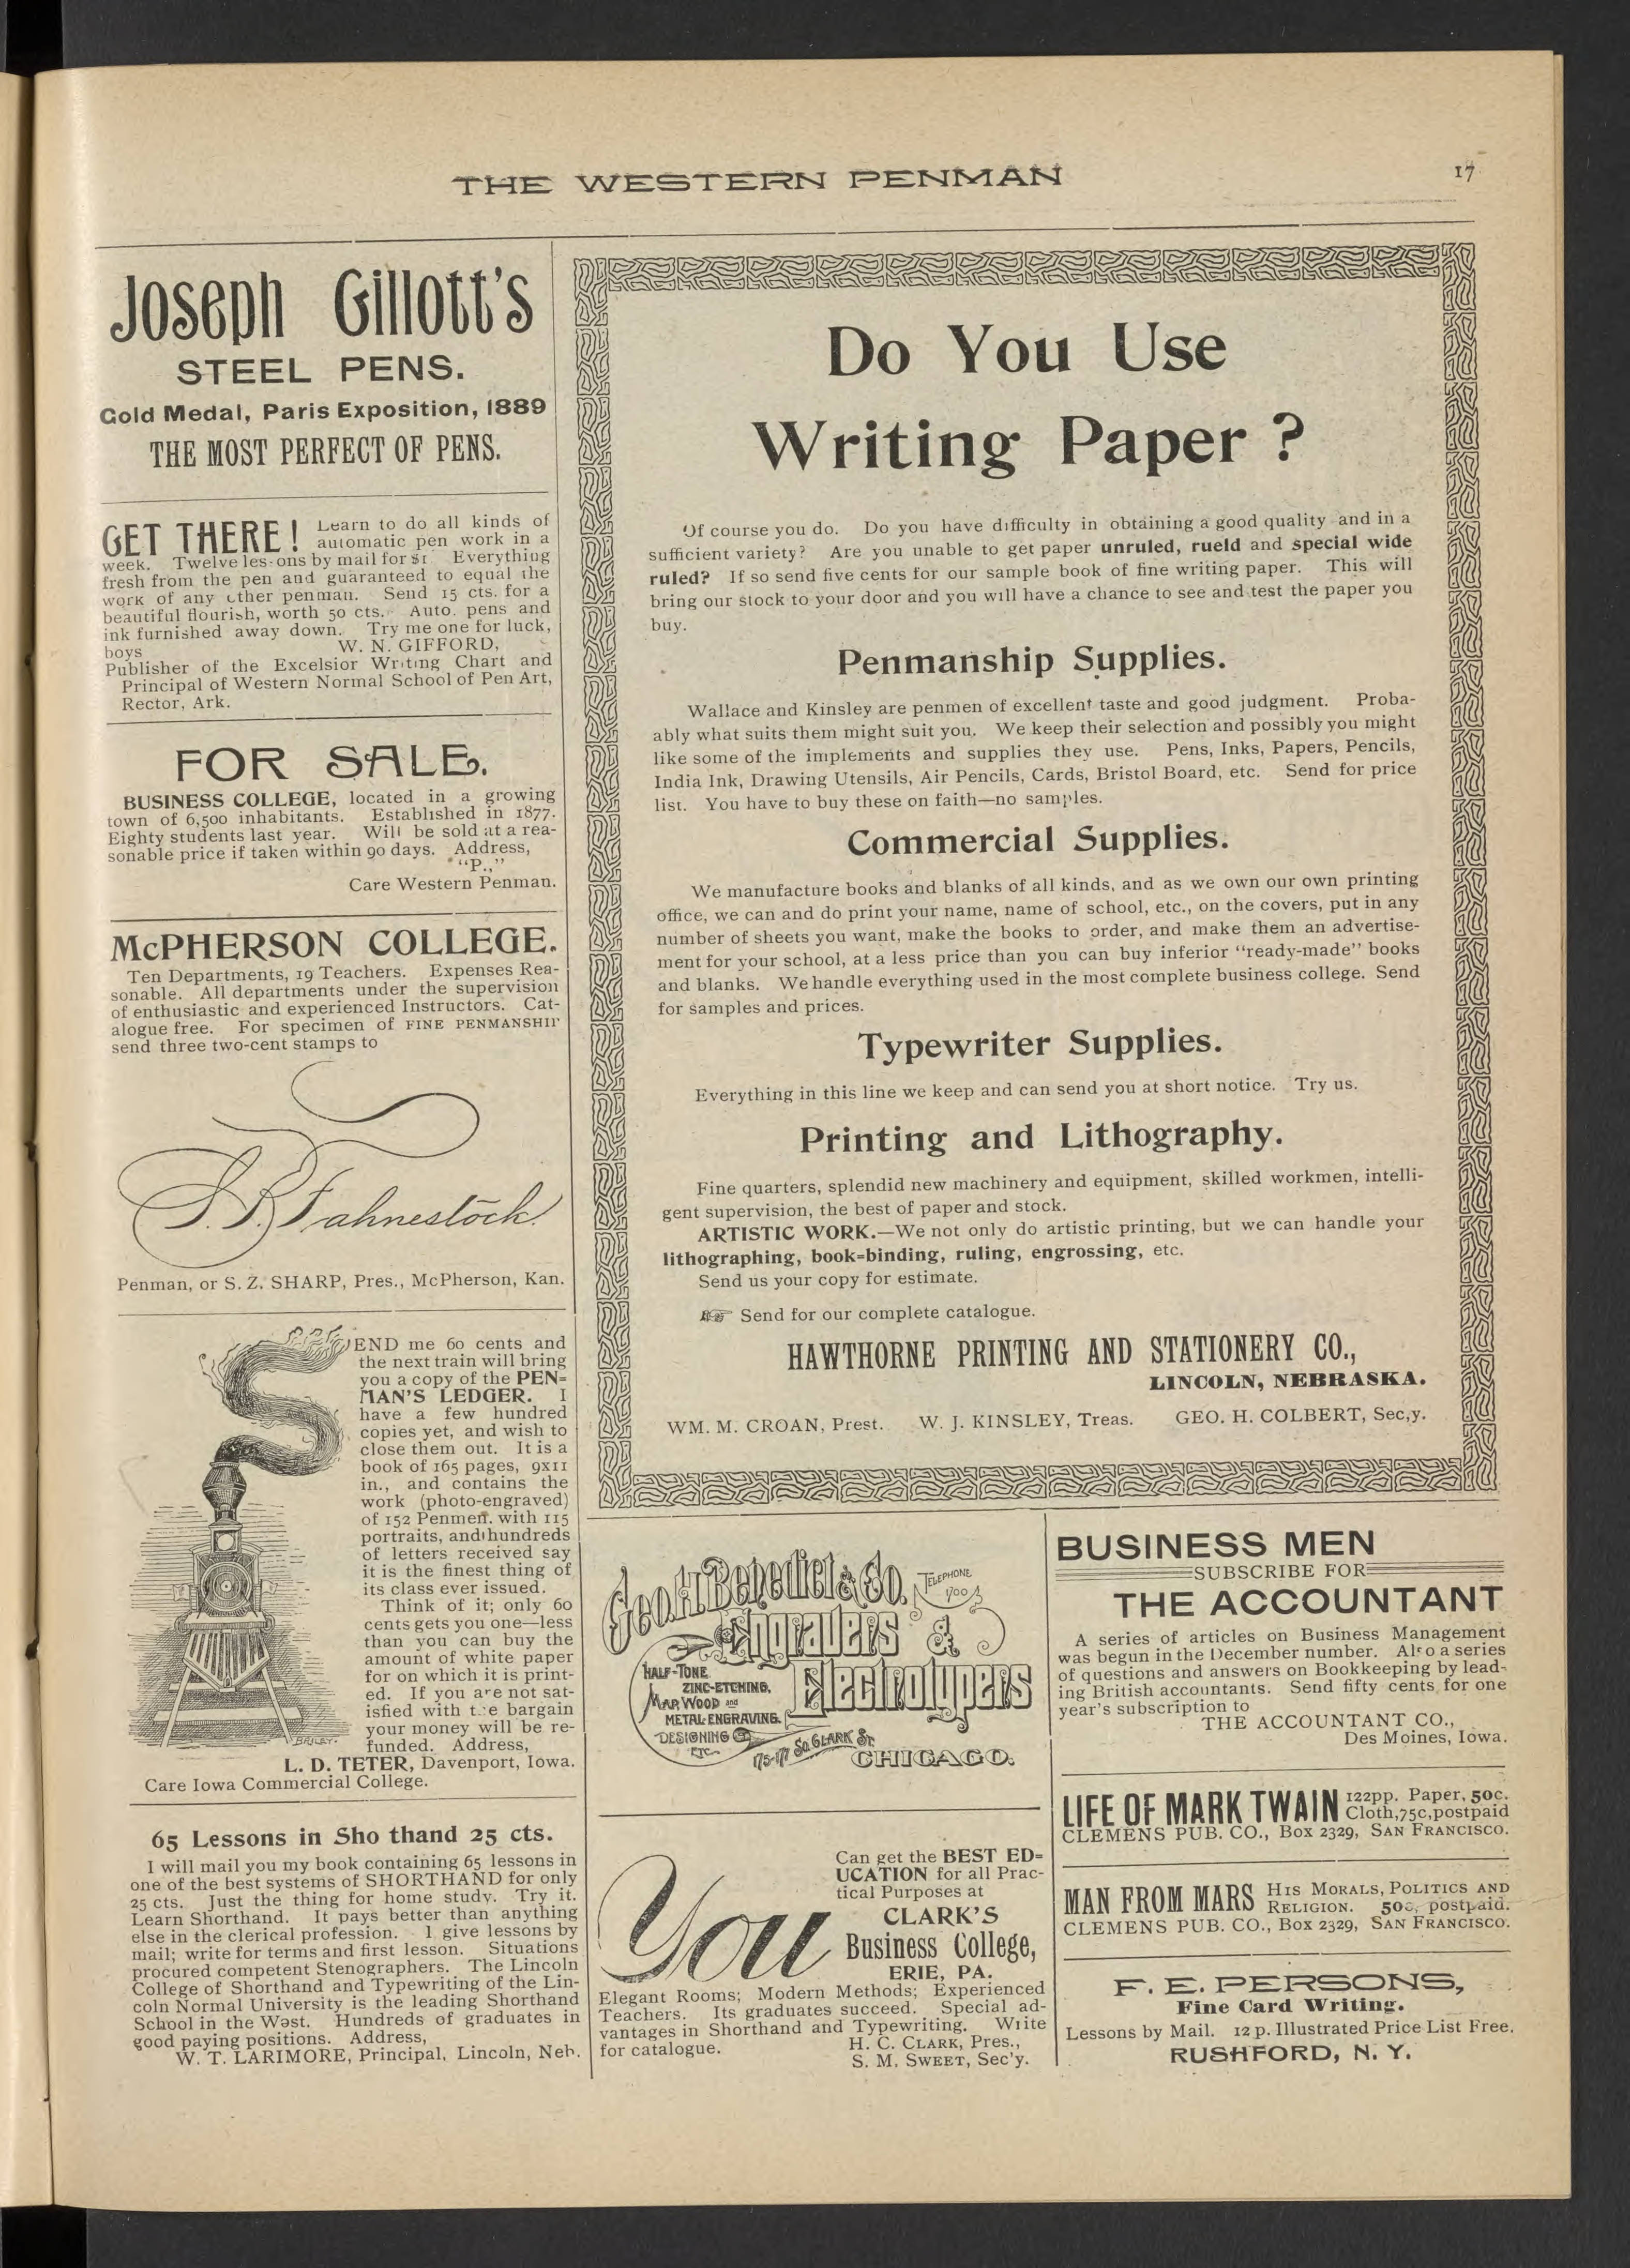 THE WESTERN PENMAN
17
Joseph Gillott's
STEEL PENS.
Gold Medal, Paris Exposition, 1889
THE MOST PERFECT OF PENS.
GET THERE! Learn to do all kinds of
automatic pen work in a
week. Twelve lessons by mail for $1 Everything
fresh from the pen and guaranteed to equal the
work of any other penman. Send 15 cts. for a
beautiful flourish, worth 50 cts. Auto. pens and
ink furnished away down. Try me one for luck,
boys W. N. GIFFORD,
Publisher of the Excelsior Writing Chart and
Principal of Western Normal School of Pen Art,
Rector, Ark.
FOR SALE.
BUSINESS COLLEGE, located in a growing
town of 6,500 inhabitants. Established in 1877.
Eighty students last year. Will be sold at a rea-
sonable price if taken within 90 days. Address,
"P.,"
Care Western Penman.
McPHERSON COLLEGE.
Ten Departments, 19 Teachers. Expenses Rea-
sonable. All departments under the supervision
of enthusiastic and experienced Instructors. Cat-
alogue free. For specimen of FINE PENMANSHIP
send three two-cent stamps to
S. B. Fahnestock.
Penman, or S. Z. SHARP, Pres., McPherson, Kan.
SEND me 60 cents and
the next train will bring
you a copy of the PEN-
MAN'S LEDGER. I
have a few hundred
copies yet, and wish to
close them out. It is a
book of 165 pages, 9x11
in., and contains the
work (photo-engraved)
of 152 Penmen. with 115
portraits, and hundreds
of letters received say
it is the finest thing of
its class ever issued.
Think of it; only 60
cents gets you one—less
than you can buy the
amount of white paper
for on which it is print-
ed. If you are not sat-
isfied with the bargain
your money will be re-
funded. Address,
BAILEY.
L. D. TETER, Davenport, Iowa.
Care Iowa Commercial College.
65 Lessons in Sho thand 25 cts.
I will mail you my book containing 65 lessons in
one of the best systems of SHORTHAND for only
25 cts. Just the thing for home study. Try it.
Learn Shorthand. It pays better than anything
else in the clerical profession. I give lessons by
mail; write for terms and first lesson. Situations
procured competent Stenographers. The Lincoln
College of Shorthand and Typewriting of the Lin-
coln Normal University is the leading Shorthand
School in the West. Hundreds of graduates in
good paying positions. Address,
W. T. LARIMORE, Principal, Lincoln, Neb.
Do You Use
Writing Paper ?
Of course you do. Do you have difficulty in obtaining a good quality and in a
sufficient variety? Are you unable to get paper unruled, rueld and special wide
ruled? If so send five cents for our sample book of fine writing paper. This will
bring our stock to your door and you will have a chance to see and test the paper you
buy.
Penmanship Supplies.
Wallace and Kinsley are penmen of excellent taste and good judgment. Proba-
ably what suits them might suit you. We keep their selection and possibly you might
like some of the implements and supplies they use. Pens, Inks, Papers, Pencils,
India Ink, Drawing Utensils, Air Pencils, Cards, Bristol Board, etc. Send for price
list. You have to buy these on faith—no samples.
Commercial Supplies.
We manufacture books and blanks of all kinds, and as we own our own printing
office, we can and do print your name, name of school, etc., on the covers, put in any
number of sheets you want, make the books to order, and make them an advertise-
ment for your school, at a less price than you can buy inferior "ready-made" books
and blanks. We handle everything used in the most complete business college. Send
for samples and prices.
Typewriter Supplies.
Everything in this line we keep and can send you at short notice. Try us.
Printing and Lithography.
Fine quarters, splendid new machinery and equipment, skilled workmen, intelli-
gent supervision, the best of paper and stock.
ARTISTIC WORK.—We not only do artistic printing, but we can handle your
lithographing, book-binding, ruling, engrossing, etc.
Send us your copy for estimate.
☞ Send for our complete catalogue.
HAWTHORNE PRINTING AND STATIONERY CO.,
LINCOLN, NEBRASKA.
WM. M. CROAN, Prest. W. J. KINSLEY, Treas. GEO. H. COLBERT, Sec,y.
Geo. H. Benedict & Co.
TELEPHONE
1700
Engravers &
Electrotypers
HALF-TONE
ZINC-ETCHING,
MAP, WOOD and
METAL-ENGRAVING.
DESIGNING
ETC.
175-177 SO. CLARK ST.
CHICAGO.
You
Can get the BEST ED-
UCATION for all Prac-
tical Purposes at
CLARK'S
Business College,
ERIE, PA.
Elegant Rooms; Modern Methods; Experienced
Teachers. Its graduates succeed. Special ad-
vantages in Shorthand and Typewriting. Write
for catalogue. H. C. CLARK, Pres.,
S. M. SWEET, Sec'y.
BUSINESS MEN
SUBSCRIBE FOR
THE ACCOUNTANT
A series of articles on Business Management
was begun in the December number. Also a series
of questions and answers on Bookkeeping by lead-
ing British accountants. Send fifty cents for one
year's subscription to
THE ACCOUNTANT CO.,
Des Moines, Iowa.
LIFE OF MARK TWAIN 122pp. Paper, 50c.
Cloth,75c,postpaid
CLEMENS PUB. CO., Box 2329, SAN FRANCISCO.
MAN FROM MARS HIS MORALS, POLITICS AND
RELIGION. 50c, postpaid.
CLEMENS PUB. CO., Box 2329, SAN FRANCISCO.
F. E. PERSONS,
Fine Card Writing.
Lessons by Mail. 12 p. Illustrated Price List Free.
RUSHFORD, N. Y.